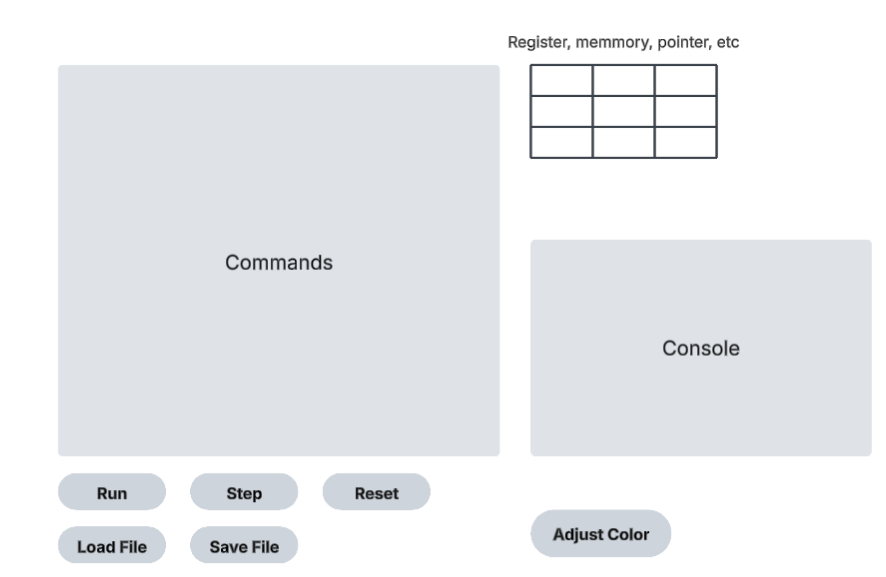 Register, memmory, pointer, etc
Commands
Console
Run
Step
Reset
Load File
Save File
Adjust Color